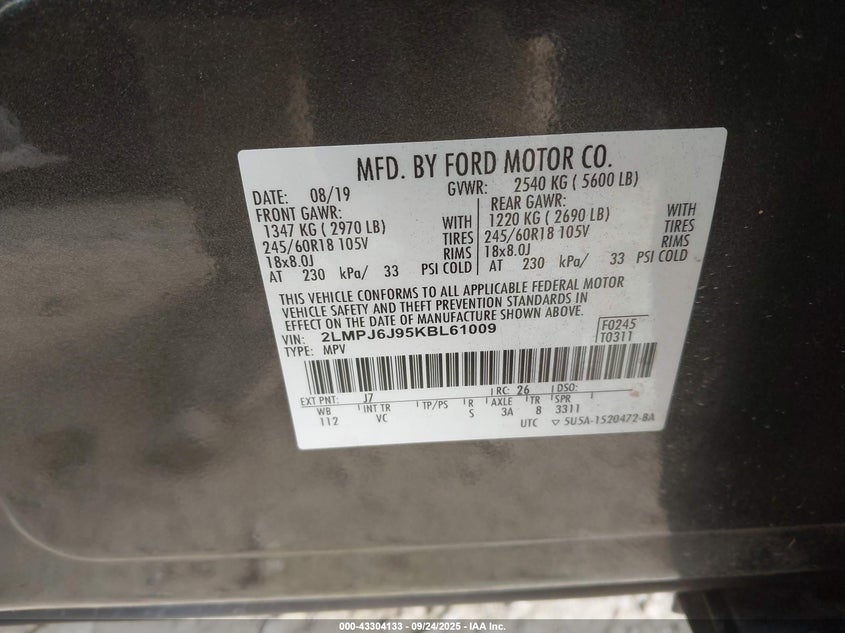 MFD. BY FORD MOTOR CO.
DATE: 08/19 GVWR: 2540 KG ( 5600 LB)
FRONT GAWR: REAR GAWR:
1347 KG ( 2970 LB) WITH 1220 KG ( 2690 LB) WITH
245/60R18 105V TIRES 245/60R18 105V TIRES
18x8.0J RIMS 18x8.0J RIMS
AT 230 kPa/ 33 PSI COLD AT 230 kPa/ 33 PSI COLD
THIS VEHICLE CONFORMS TO ALL APPLICABLE FEDERAL MOTOR
VEHICLE SAFETY AND THEFT PREVENTION STANDARDS IN
EFFECT ON THE DATE OF MANUFACTURE SHOWN ABOVE.
VIN: 2LMPJ6J95KBL61009 F0245
TYPE: MPV T0311
EXT PNT: J7 RC: 26 DSO:
WB INT TR TP/PS R AXLE TR SPR
112 VC S 3A 8 3311
UTC ▽ 5U5A-1520472-BA
000-43304133 - 09/24/2025 - IAA Inc.